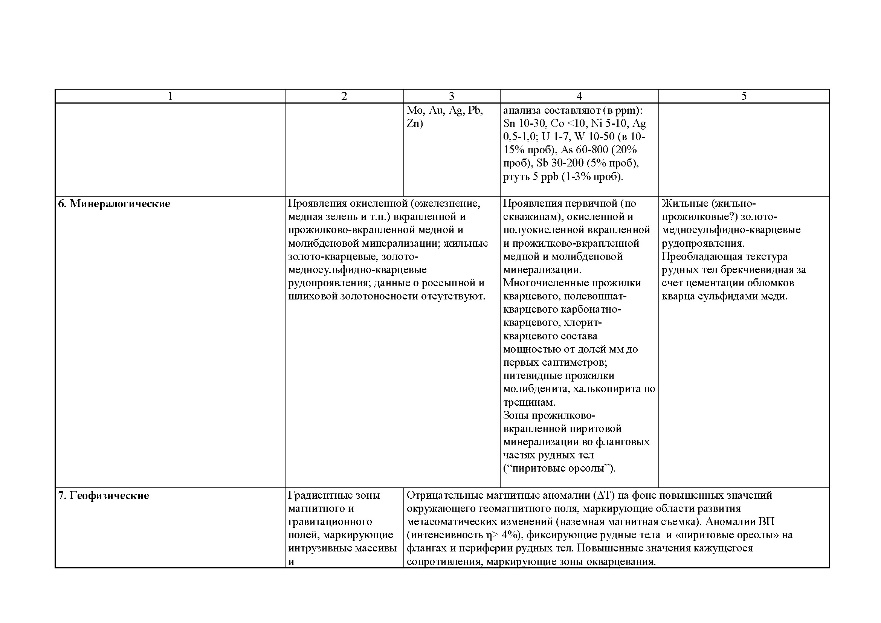 1 2 3 4 5
Mo, Au, Ag, Pb,
Zn)
анализа составляют (в ppm):
Sn 10-30, Co <10, Ni 5-10, Ag
0,5-1,0; U 1-7, W 10-50 (в 10-
15% проб), As 60-800 (20%
проб), Sb 30-200 (5% проб),
ртуть 5 ppb (1-3% проб).
6. Минералогические
Проявления окисленной (ожелезнение,
медная зелень и т.п.) вкрапленной и
прожилково-вкрапленной медной и
молибденовой минерализации; жильные
золото-кварцевые, золото-
медносульфидно-кварцевые
рудопроявления; данные о россыпной и
шлиховой золотоносности отсутствуют.
Проявления первичной (по
скважинам), окисленной и
полуокисленной вкрапленной
и прожилково-вкрапленной
медной и молибденовой
минерализации.
Многочисленные прожилки
кварцевого, полевошпат-
кварцевого карбонатно-
кварцевого, хлорит-
кварцевого состава
мощностью от долей мм до
первых сантиметров;
нитевидные прожилки
молибденита, халькопирита по
трещинам.
Зоны прожилково-
вкрапленной пиритовой
минерализации во фланговых
частях рудных тел
(“пиритовые ореолы”).
Жильные (жильно-
прожилковые?) золото-
медносульфидно-кварцевые
рудопроявления.
Преобладающая текстура
рудных тел брекчиевидная за
счет цементации обломков
кварца сульфидами меди.
7. Геофизические
Градиентные зоны
магнитного и
гравитационного
полей, маркирующие
интрузивные массивы
и
Отрицательные магнитные аномалии (ΔТ) на фоне повышенных значений
окружающего геомагнитного поля, маркирующие области развития
метасоматических изменений (наземная магнитная съемка). Аномалии ВП
(интенсивность η> 4%), фиксирующие рудные тела и «пиритовые ореолы» на
флангах и периферии рудных тел. Повышенные значения кажущегося
сопротивления, маркирующие зоны окварцевания.